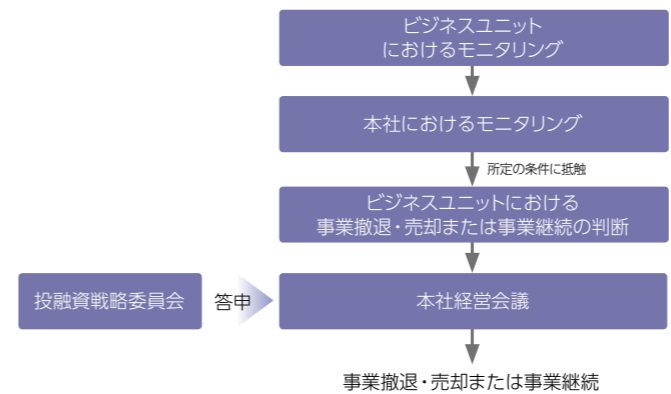 ビジネスユニット
におけるモニタリング
本社におけるモニタリング
所定の条件に抵触
ビジネスユニットにおける
事業撤退・売却または事業継続の判断
投融資戦略委員会
答申
本社経営会議
事業撤退・売却または事業継続